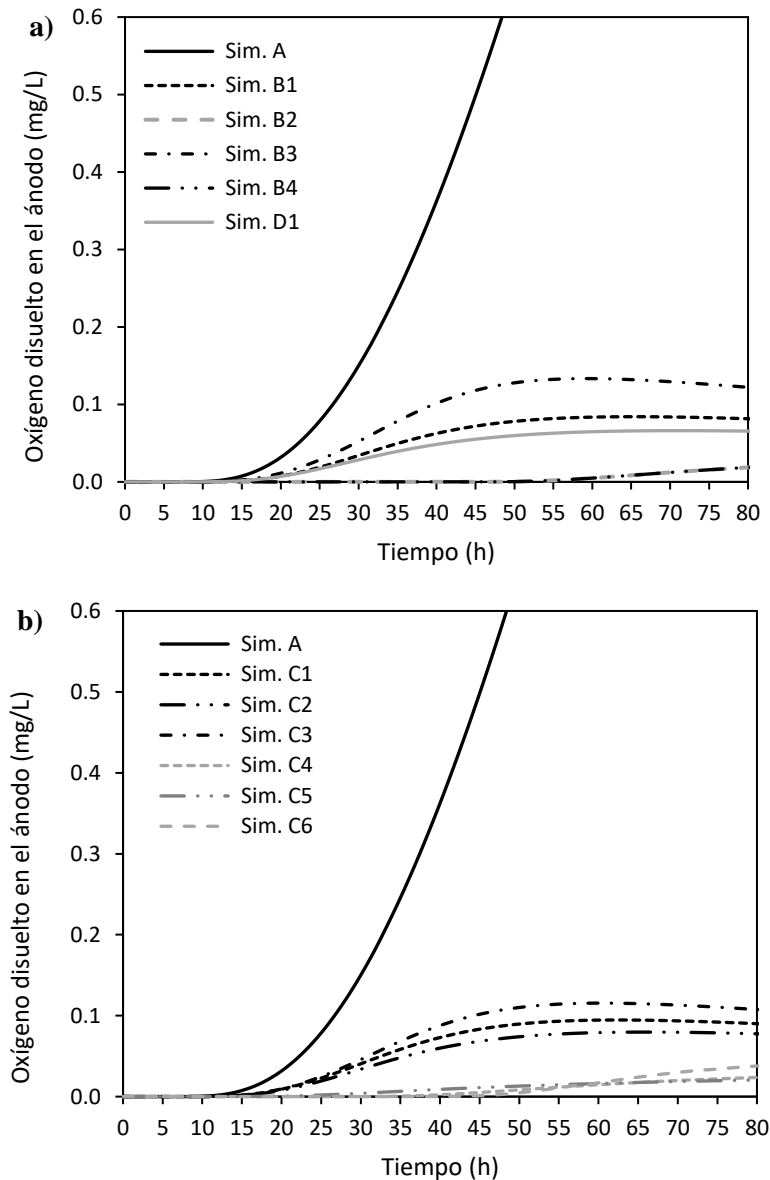 a)
Oxígeno disuelto en el ánodo (mg/L)
0.6
0.5
0.4
0.3
0.2
0.1
0.0
Sim. A
Sim. B1
Sim. B2
Sim. B3
Sim. B4
Sim. D1
0 5 10 15 20 25 30 35 40 45 50 55 60 65 70 75 80
Tiempo (h)
b)
Oxígeno disuelto en el ánodo (mg/L)
0.6
0.5
0.4
0.3
0.2
0.1
0.0
Sim. A
Sim. C1
Sim. C2
Sim. C3
Sim. C4
Sim. C5
Sim. C6
0 5 10 15 20 25 30 35 40 45 50 55 60 65 70 75 80
Tiempo (h)